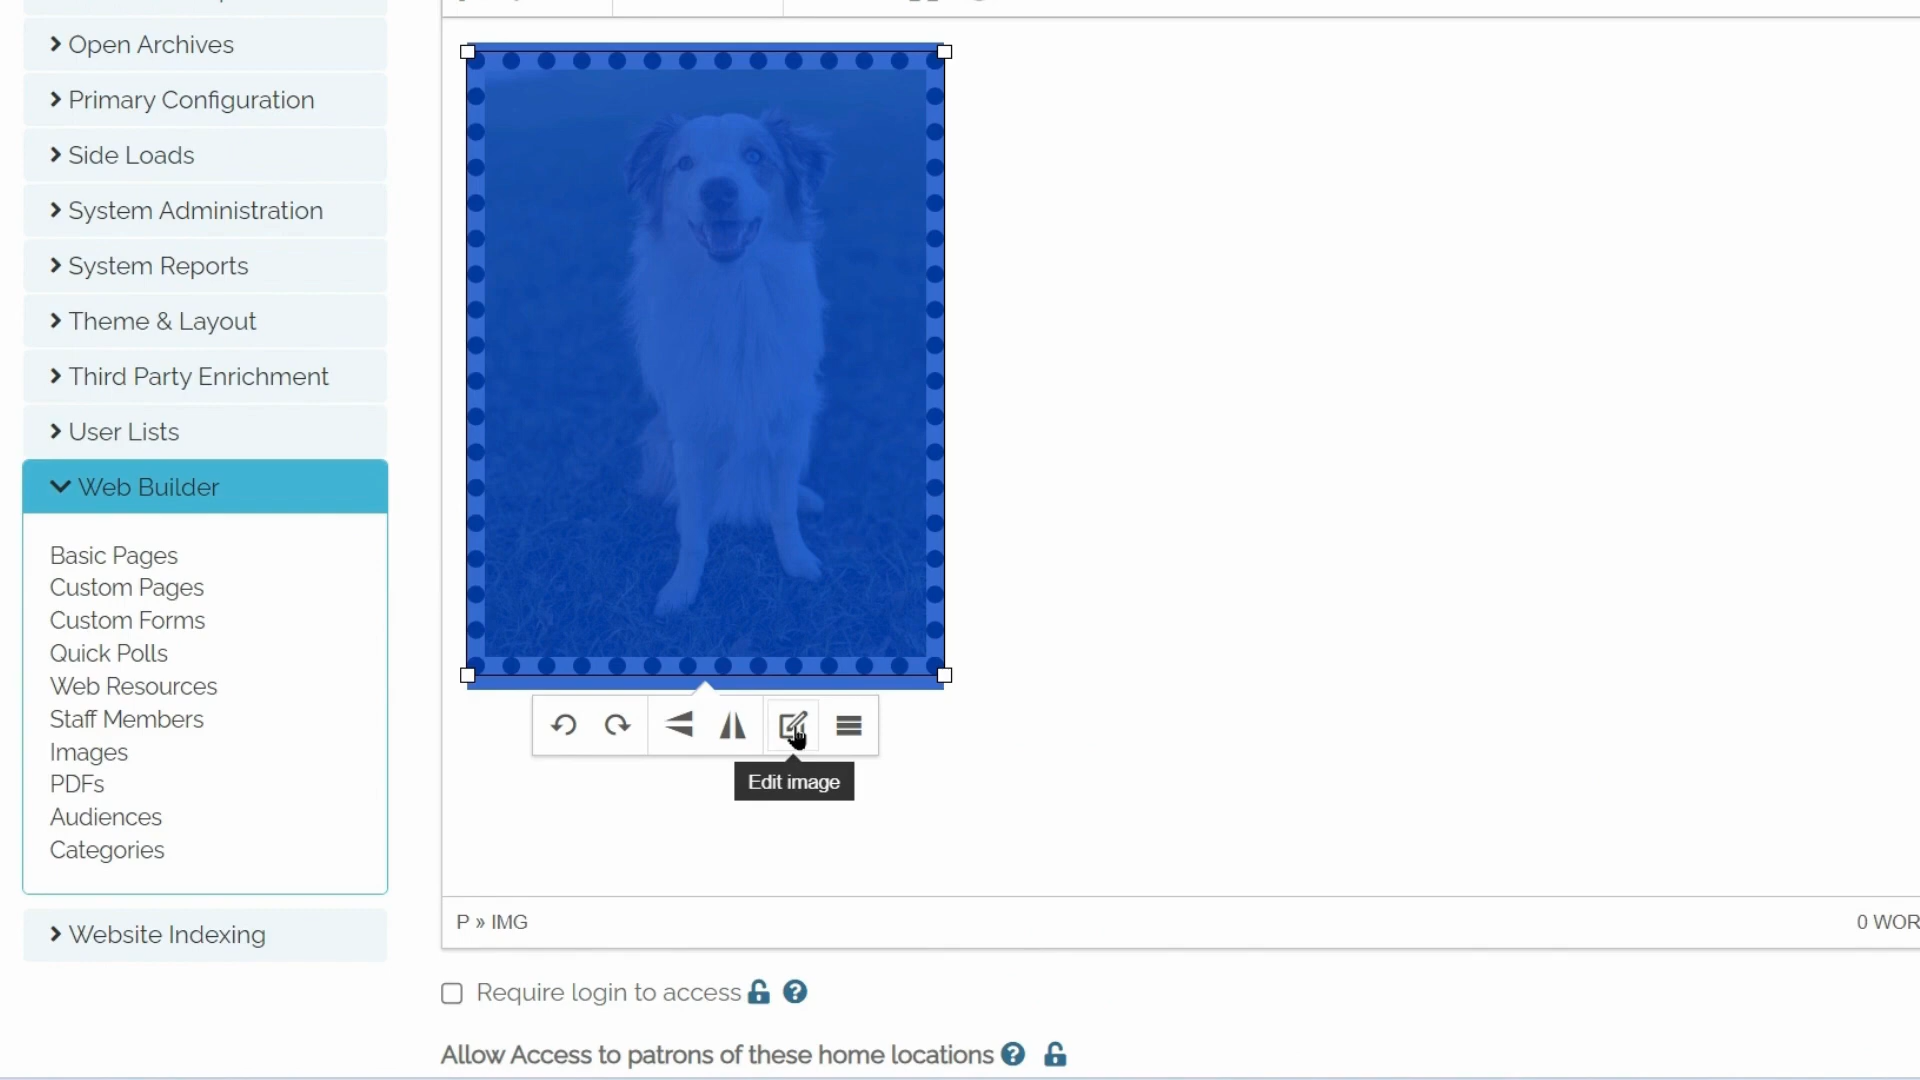 Open Archives
Primary Configuration
Side Loads
System Administration
System Reports
Theme & Layout
Third Party Enrichment
User Lists
Web Builder
Basic Pages
Custom Pages
Custom Forms
Quick Polls
Web Resources
Staff Members
Images
PDFs
Audiences
Categories
Website Indexing
Edit image
P » IMG
0 WOR
Require login to access
Allow Access to patrons of these home locations